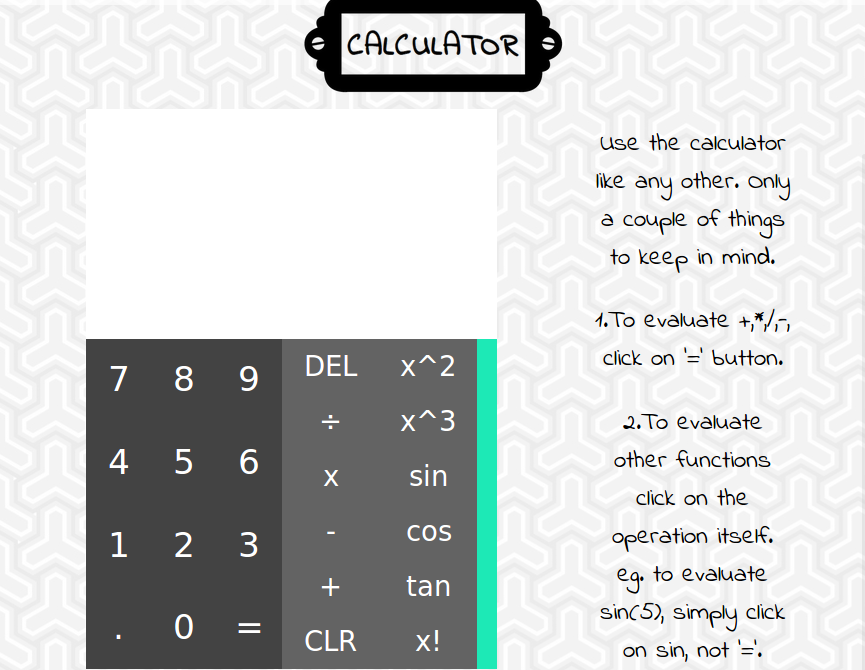 CALCULATOR
7 8 9
4 5 6
1 2 3
. 0 =
DEL x^2
÷ x^3
x sin
- cos
+ tan
CLR x!
Use the calculator
like any other. Only
a couple of things
to keep in mind.
1.To evaluate +,*,/,-,
click on '=' button.
2.To evaluate
other functions
click on the
operation itself.
eg. to evaluate
sin(5), simply click
on sin, not '='.